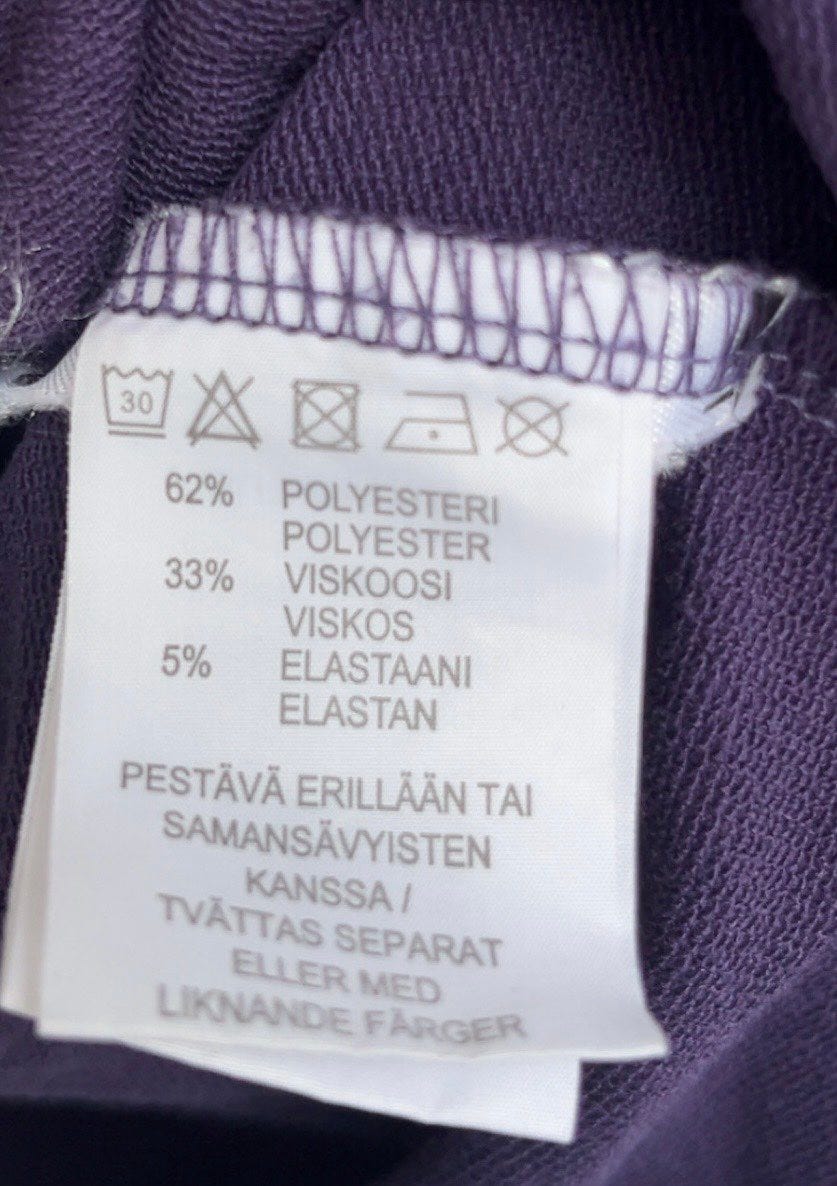 30
62% POLYESTERI
POLYESTER
33% VISKOOSI
VISKOS
5% ELASTAANI
ELASTAN
PESTÄVÄ ERILLÄÄN TAI
SAMANSÄVYISTEN
KANSSA /
TVÄTTAS SEPARAT
ELLER MED
LIKNANDE FÄRGER